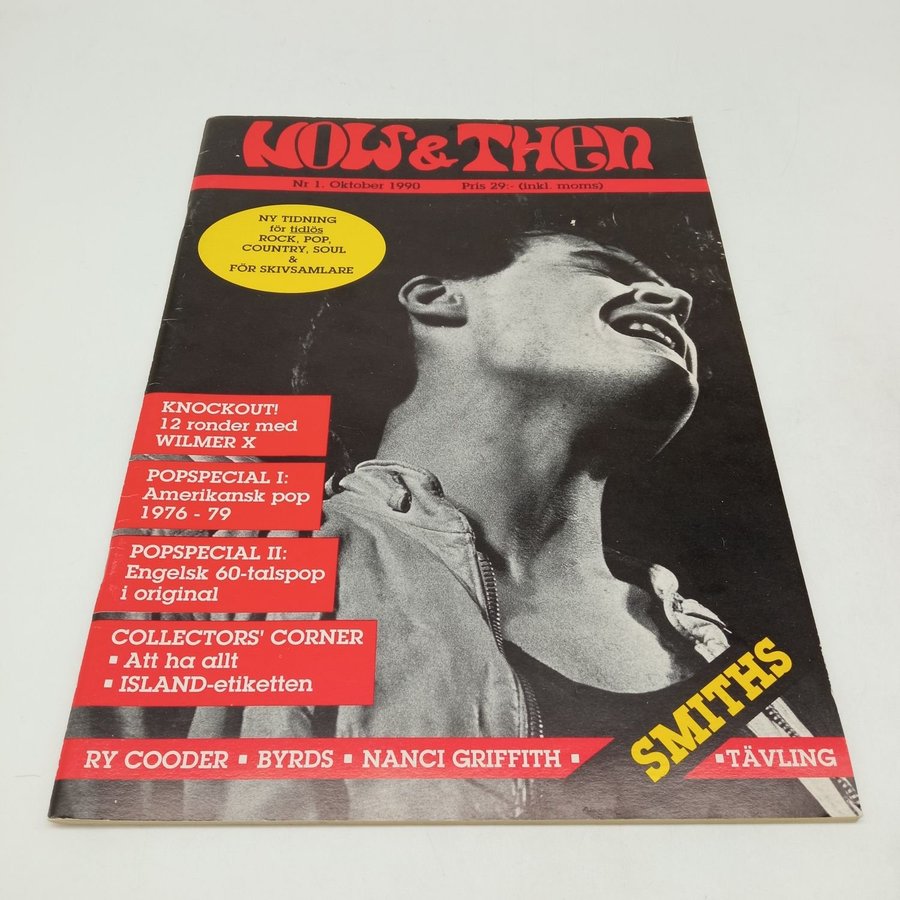 NOW & THEN
Nr 1. Oktober 1990 Pris 29:- (inkl. moms)
NY TIDNING
för tidlös
ROCK, POP,
COUNTRY, SOUL
&
FÖR SKIVSAMLARE
KNOCKOUT!
12 ronder med
WILMER X
POPSPECIAL I:
Amerikansk pop
1976 - 79
POPSPECIAL II:
Engelsk 60-talspop
i original
COLLECTORS' CORNER
▪ Att ha allt
▪ ISLAND-etiketten
SMITHS
RY COODER ▪ BYRDS ▪ NANCI GRIFFITH ▪ ▪ TÄVLING